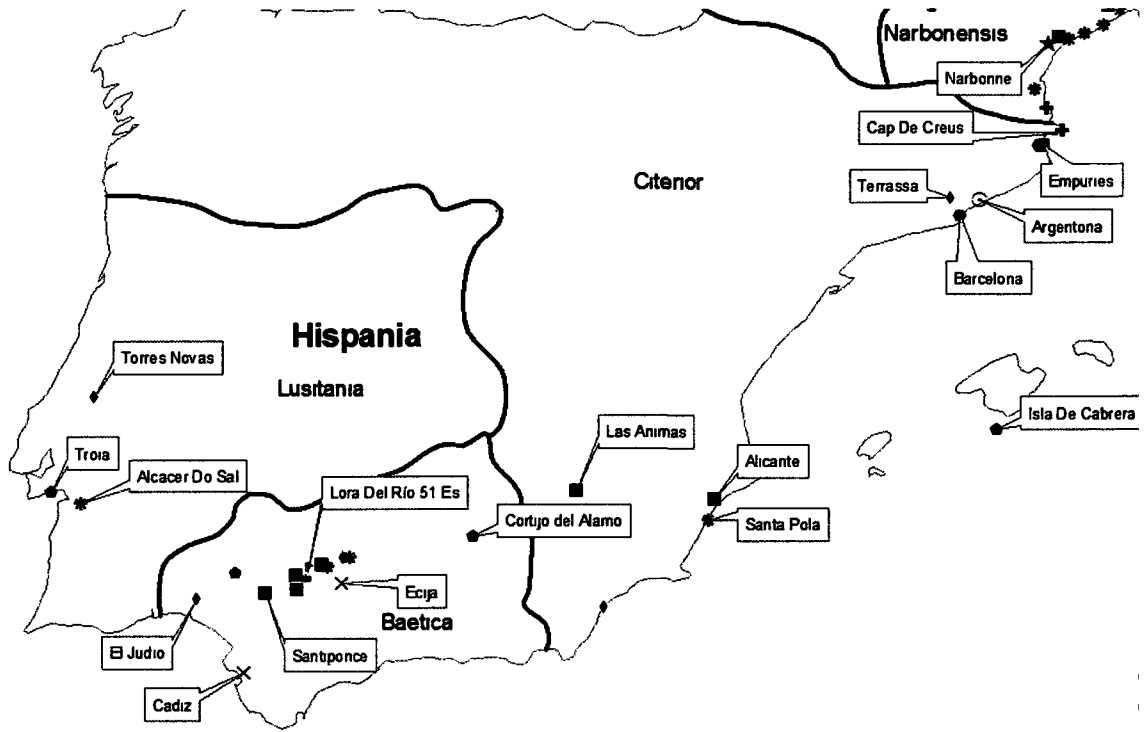 Narbonensis
Narbonne
Cap De Creus
Citerior
Terrassa
Empuries
Argentona
Barcelona
Hispania
Torres Novas
Lusitania
Isla De Cabrera
Las Animas
Troia
Alicante
Alcacer Do Sal
Lora Del Río 51 Es
Cortijo del Alamo
Santa Pola
Ecija
Baetica
El Judio
Santiponce
Cadiz